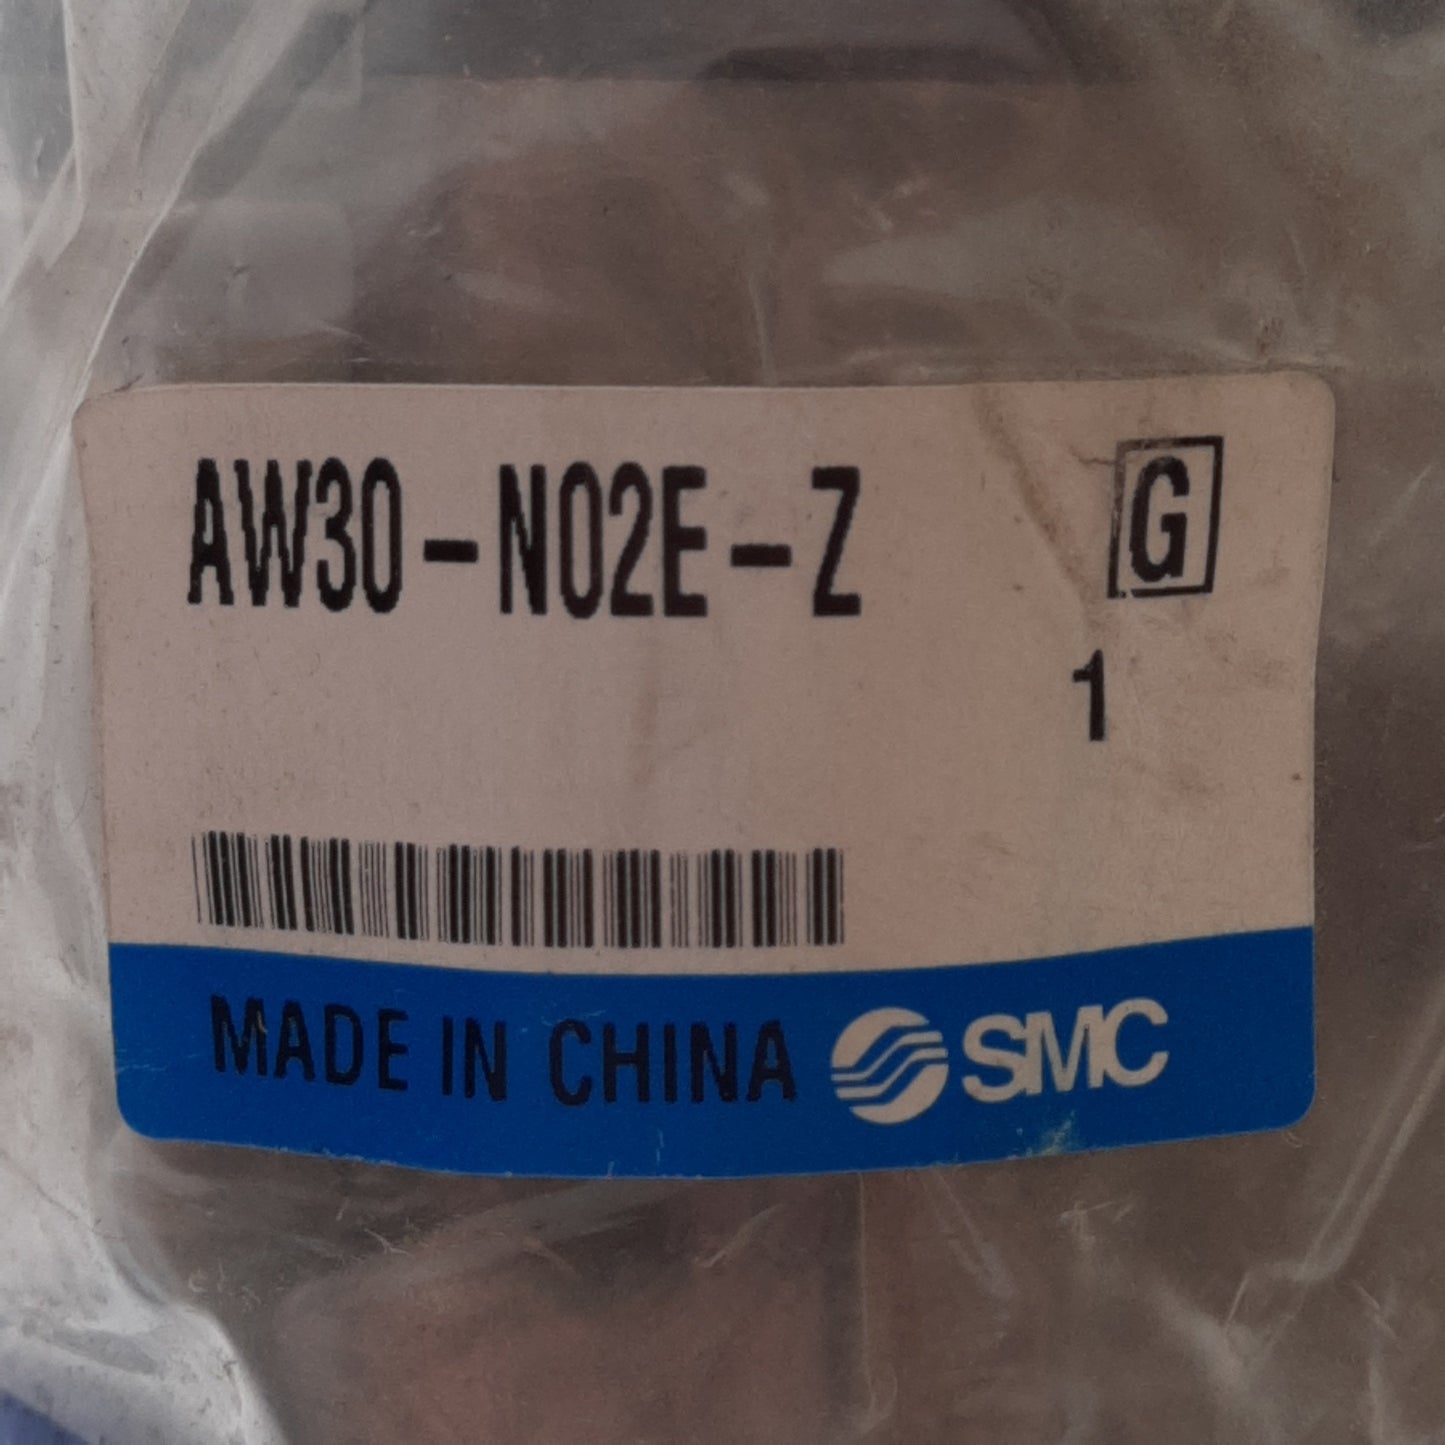 AW30-N02E-Z G
1
MADE IN CHINA SMC